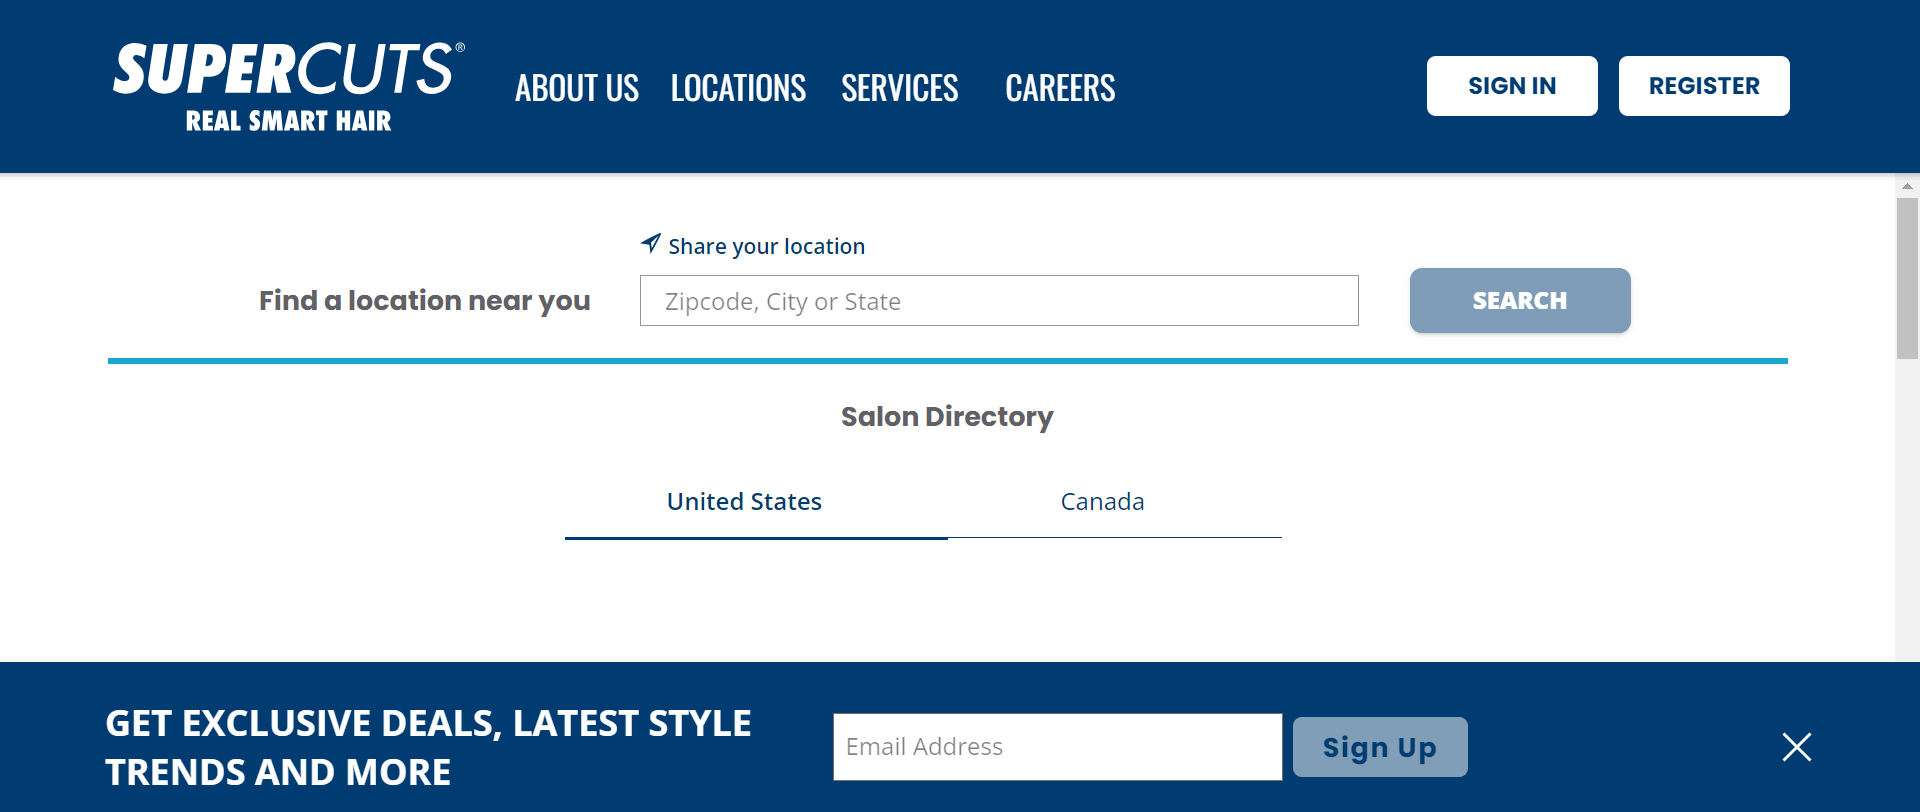 SUPERCUTS®
REAL SMART HAIR
ABOUT US LOCATIONS SERVICES CAREERS
SIGN IN REGISTER
Share your location
Find a location near you
Zipcode, City or State
SEARCH
Salon Directory
United States Canada
GET EXCLUSIVE DEALS, LATEST STYLE
TRENDS AND MORE
Email Address
Sign Up